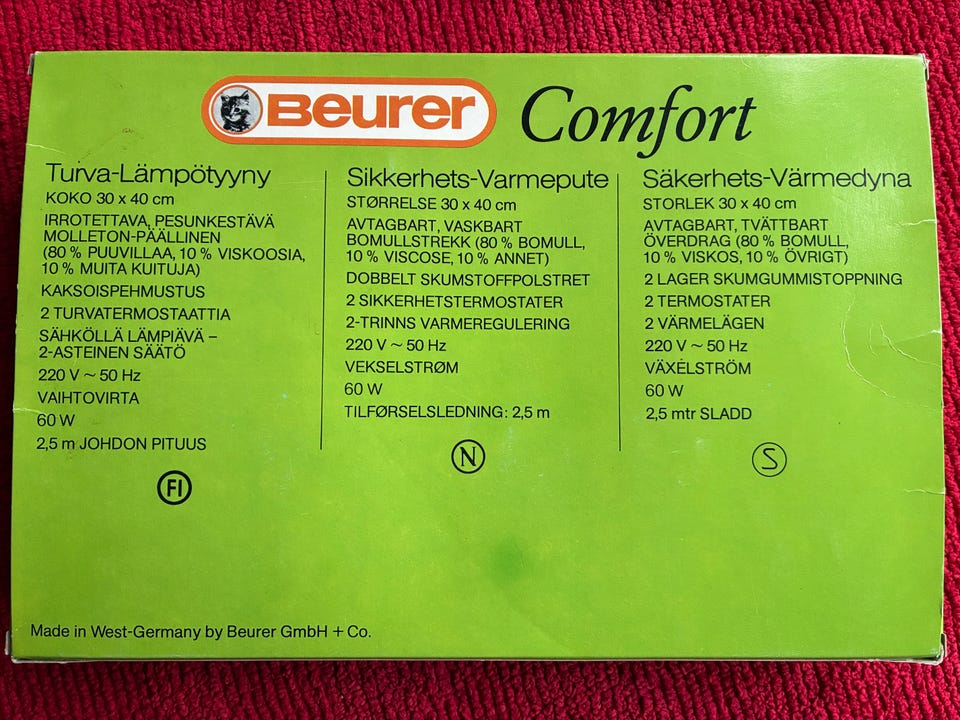 Beurer Comfort
Turva-Lämpötyyny
KOKO 30 x 40 cm
IRROTETTAVA, PESUNKESTÄVÄ
MOLLETON-PÄÄLLINEN
(80 % PUUVILLAA, 10 % VISKOOSIA,
10 % MUITA KUITUJA)
KAKSOISPEHMUSTUS
2 TURVATERMOSTAATTIA
SÄHKÖLLÄ LÄMPIÄVÄ –
2-ASTEINEN SÄÄTÖ
220 V ~ 50 Hz
VAIHTOVIRTA
60 W
2,5 m JOHDON PITUUS
FI
Sikkerhets-Varmepute
STØRRELSE 30 x 40 cm
AVTAGBART, VASKBART
BOMULLSTREKK (80 % BOMULL,
10 % VISCOSE, 10 % ANNET)
DOBBELT SKUMSTOFFPOLSTRET
2 SIKKERHETSTERMOSTATER
2-TRINNS VARMEREGULERING
220 V ~ 50 Hz
VEKSELSTRØM
60 W
TILFØRSELSLEDNING: 2,5 m
N
Säkerhets-Värmedyna
STORLEK 30 x 40 cm
AVTAGBART, TVÄTTBART
ÖVERDRAG (80 % BOMULL,
10 % VISKOS, 10 % ÖVRIGT)
2 LAGER SKUMGUMMISTOPPNING
2 TERMOSTATER
2 VÄRMELÄGEN
220 V ~ 50 Hz
VÄXELSTRÖM
60 W
2,5 mtr SLADD
S
Made in West-Germany by Beurer GmbH + Co.